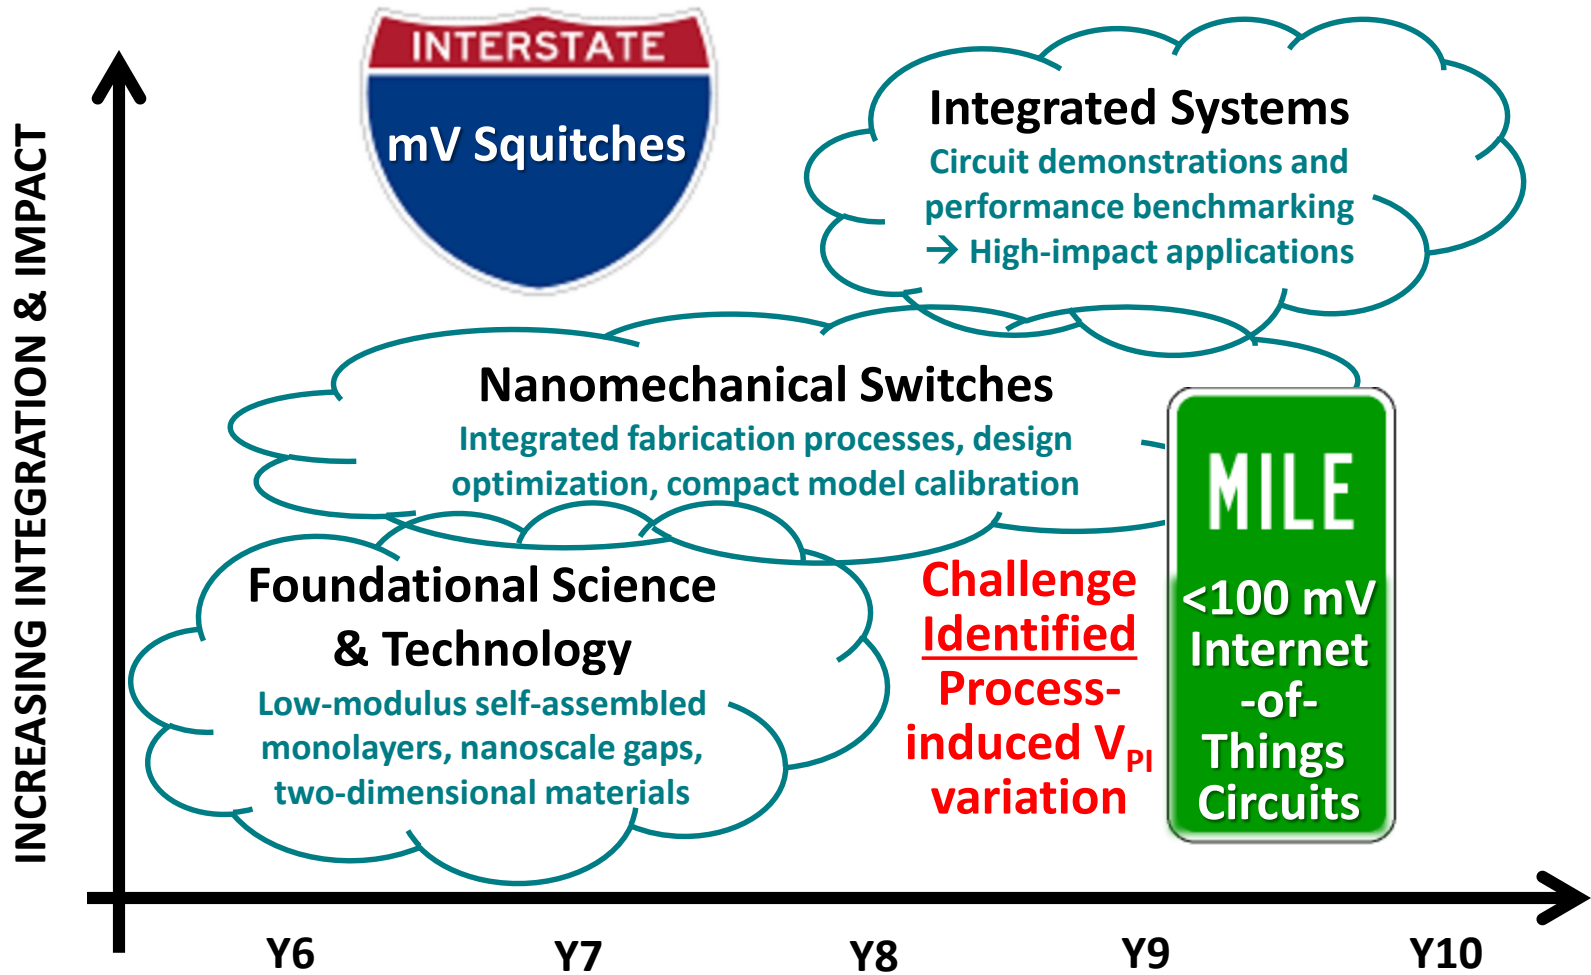 INTERSTATE
mV Squitches
INCREASING INTEGRATION & IMPACT
Integrated Systems
Circuit demonstrations and
performance benchmarking
→ High-impact applications
Nanomechanical Switches
Integrated fabrication processes, design
optimization, compact model calibration
Foundational Science
& Technology
Low-modulus self-assembled
monolayers, nanoscale gaps,
two-dimensional materials
Challenge
Identified
Process-
induced VPI
variation
MILE
<100 mV
Internet
-of-
Things
Circuits
Y6 Y7 Y8 Y9 Y10